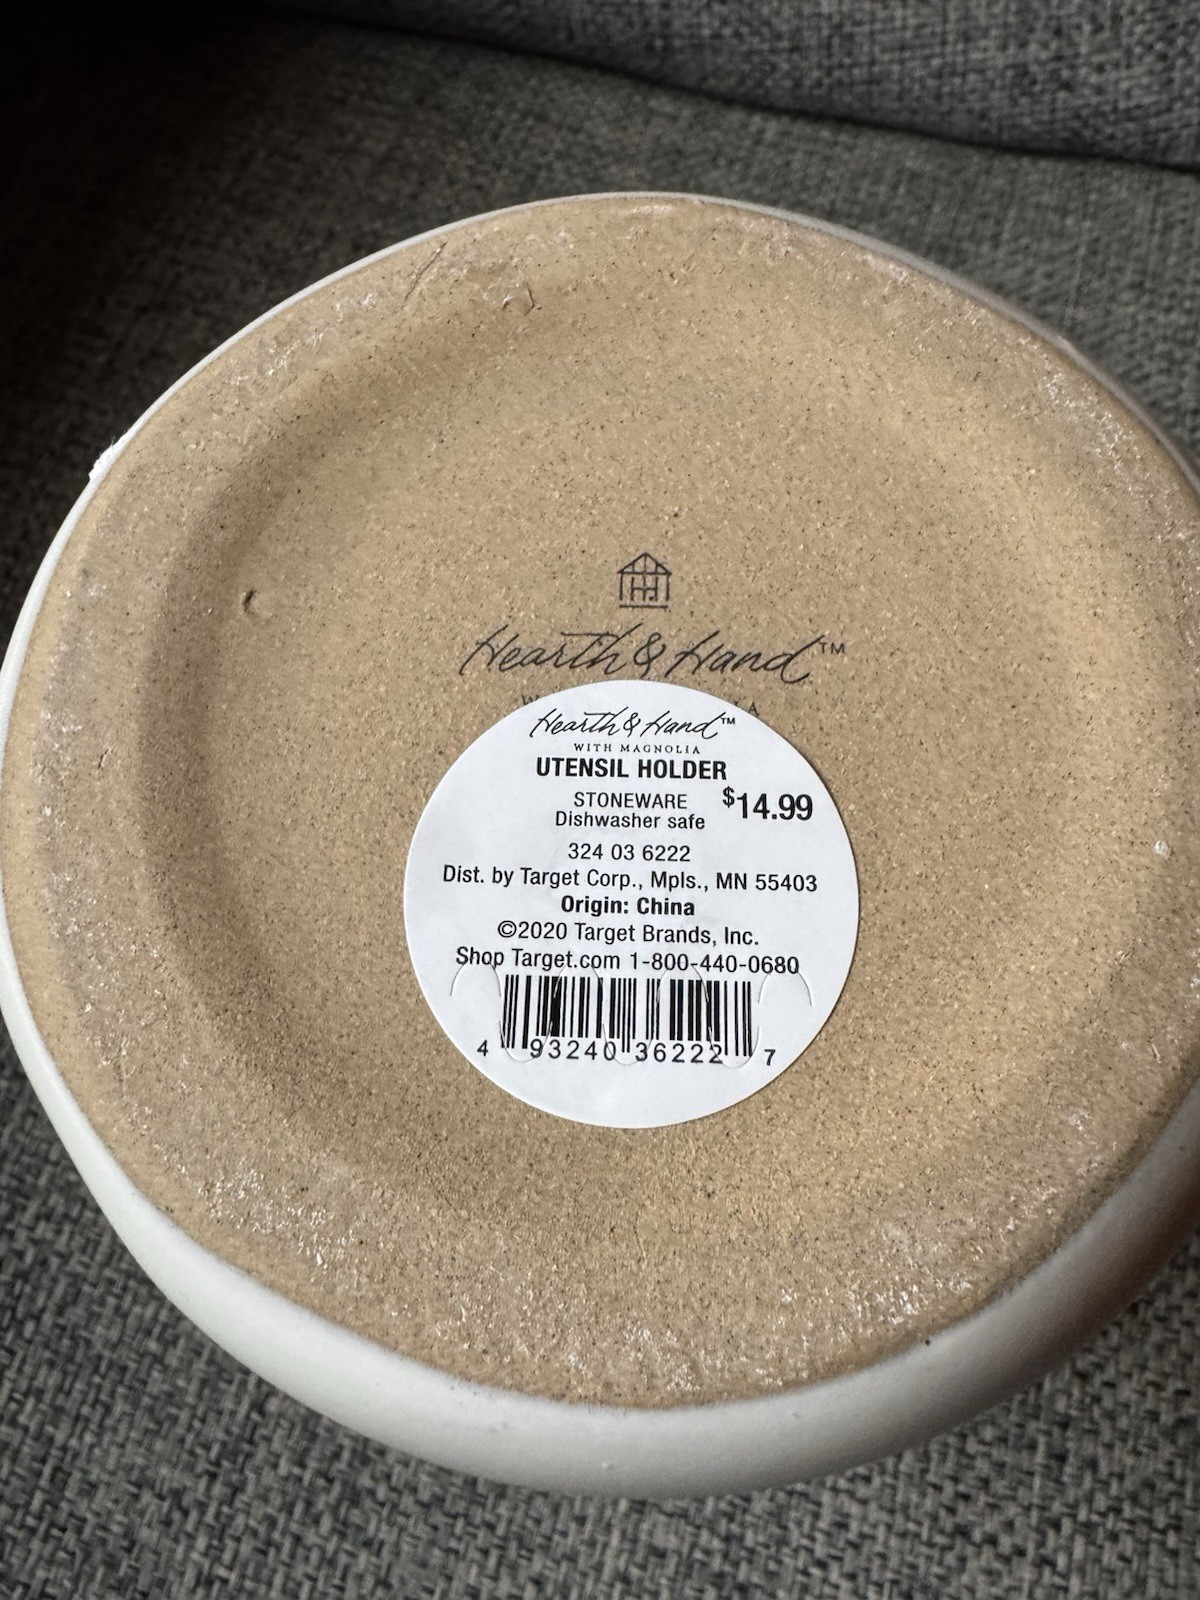 Hearth & Hand™
Hearth & Hand™
WITH MAGNOLIA
UTENSIL HOLDER
STONEWARE $14.99
Dishwasher safe
324 03 6222
Dist. by Target Corp., Mpls., MN 55403
Origin: China
©2020 Target Brands, Inc.
Shop Target.com 1-800-440-0680
4 93240 36222 7